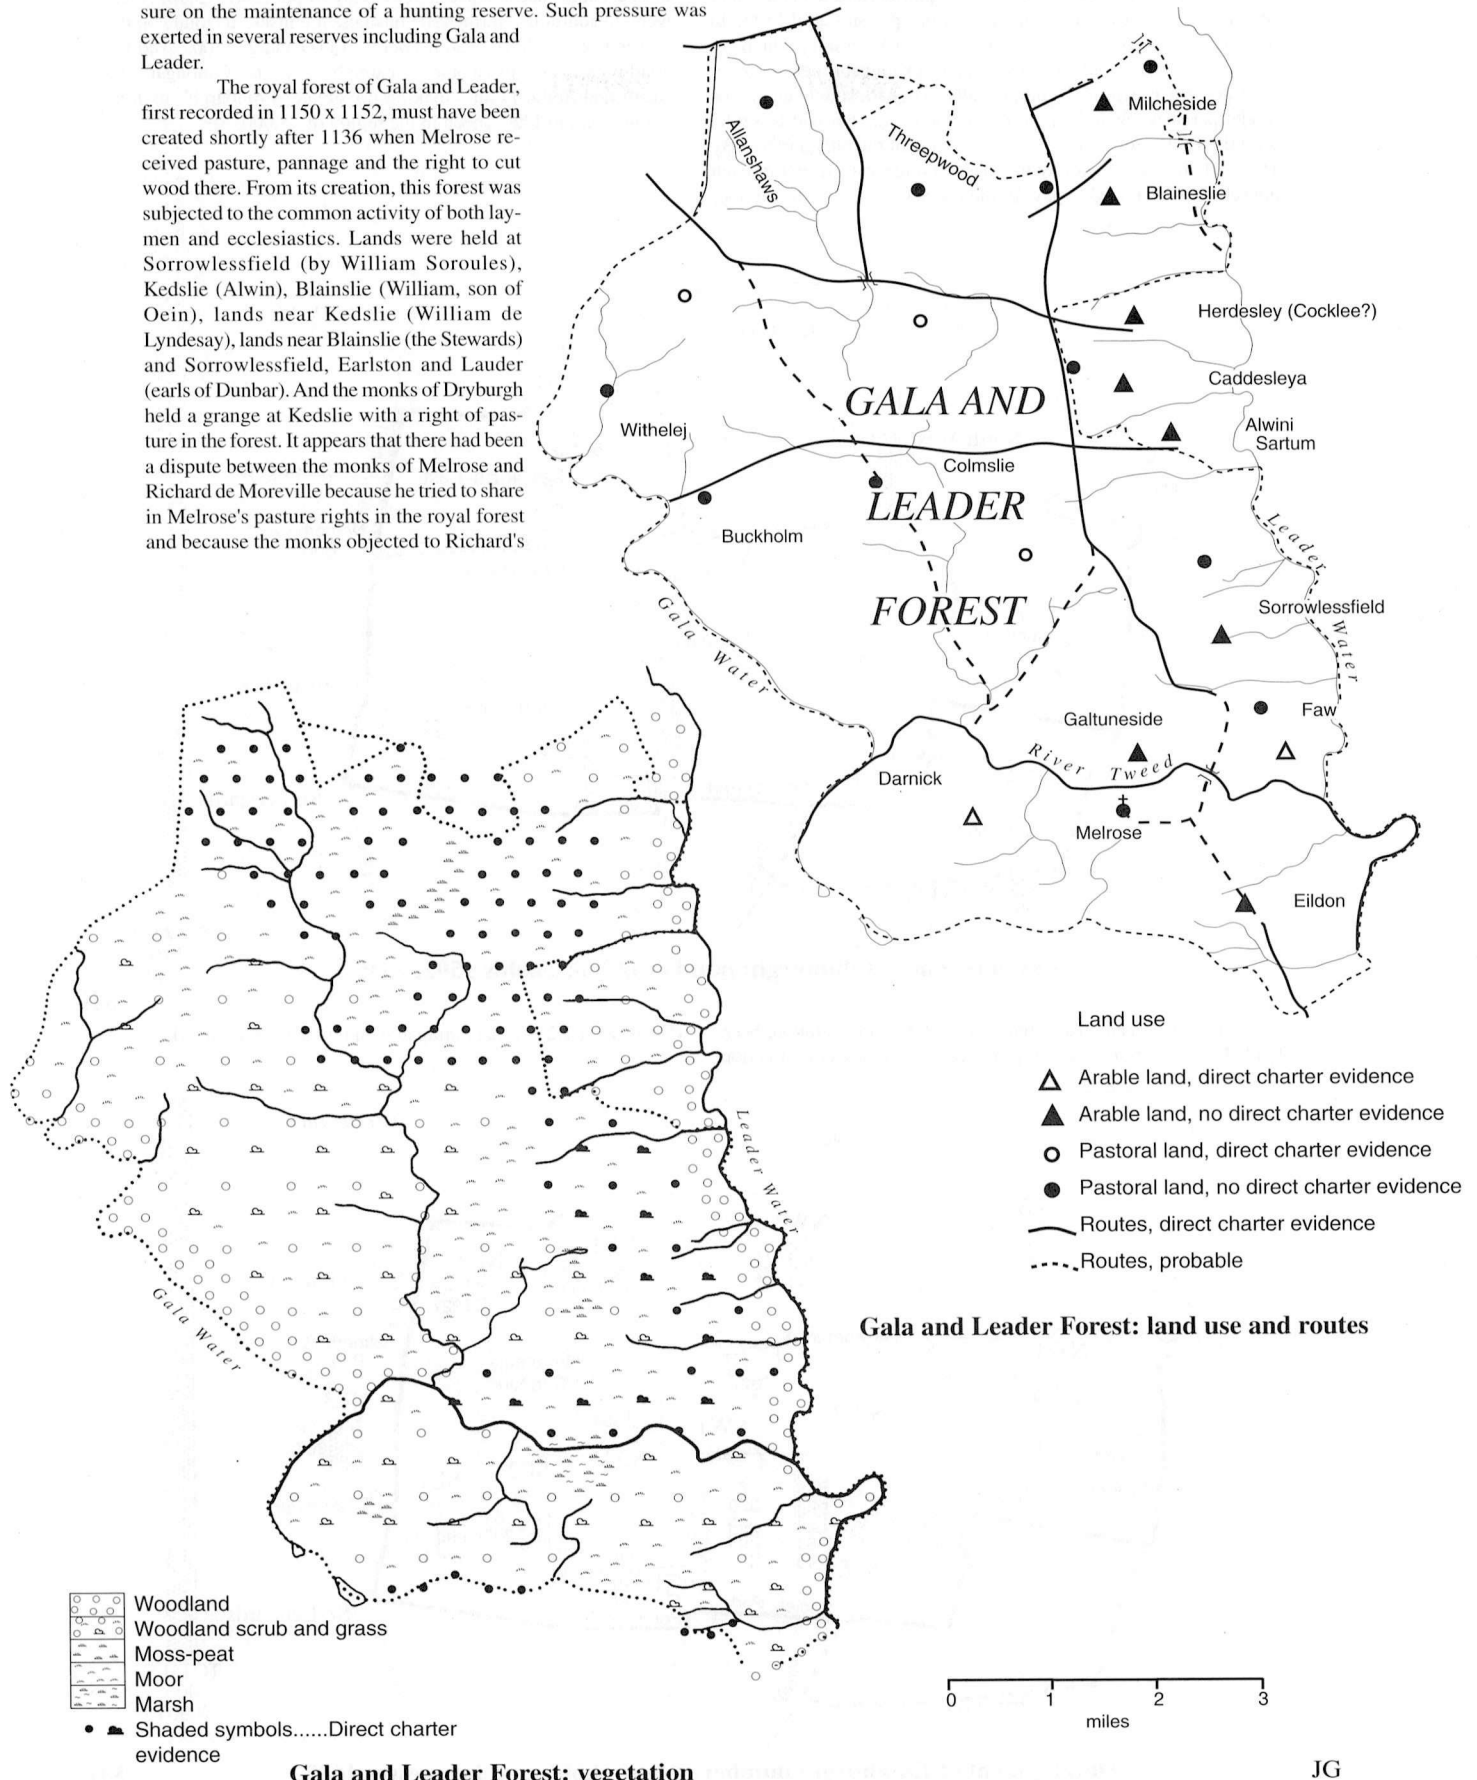 sure on the maintenance of a hunting reserve. Such pressure was
exerted in several reserves including Gala and
Leader.
The royal forest of Gala and Leader,
first recorded in 1150 x 1152, must have been
created shortly after 1136 when Melrose re-
ceived pasture, pannage and the right to cut
wood there. From its creation, this forest was
subjected to the common activity of both lay-
men and ecclesiastics. Lands were held at
Sorrowlessfield (by William Soroules),
Kedslie (Alwin), Blainslie (William, son of
Oein), lands near Kedslie (William de
Lyndesay), lands near Blainslie (the Stewards)
and Sorrowlessfield, Earlston and Lauder
(earls of Dunbar). And the monks of Dryburgh
held a grange at Kedslie with a right of pas-
ture in the forest. It appears that there had been
a dispute between the monks of Melrose and
Richard de Moreville because he tried to share
in Melrose's pasture rights in the royal forest
and because the monks objected to Richard's
Allanshaws
Threepwood
Milcheside
Blaineslie
Herdesley (Cocklee?)
Caddesleya
Alwini
Sartum
Withelej
GALA AND
Colmslie
LEADER
Buckholm
FOREST
Leader
Water
Sorrowlessfield
Gala Water
Galtuneside
Faw
River Tweed
Darnick
Melrose
Eildon
Land use
Arable land, direct charter evidence
Arable land, no direct charter evidence
Pastoral land, direct charter evidence
Pastoral land, no direct charter evidence
Routes, direct charter evidence
Routes, probable
Gala and Leader Forest: land use and routes
Leader Water
Gala Water
Woodland
Woodland scrub and grass
Moss-peat
Moor
Marsh
Shaded symbols......Direct charter
evidence
Gala and Leader Forest: vegetation
0 1 2 3
miles
JG